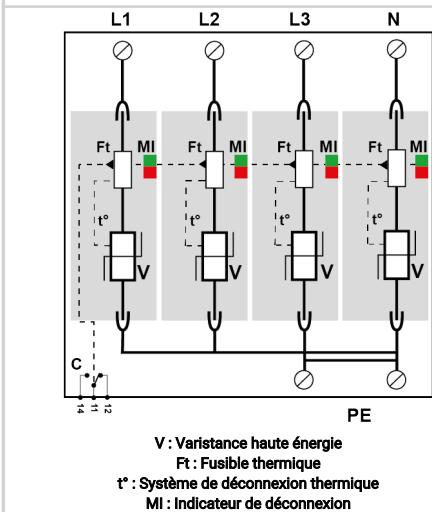 L1 L2 L3 N
Ft MI Ft MI Ft MI Ft MI
t° t° t° t°
V V V V
C
14 11 12
PE
V : Varistance haute énergie
Ft : Fusible thermique
t° : Système de déconnexion thermique
MI : Indicateur de déconnexion